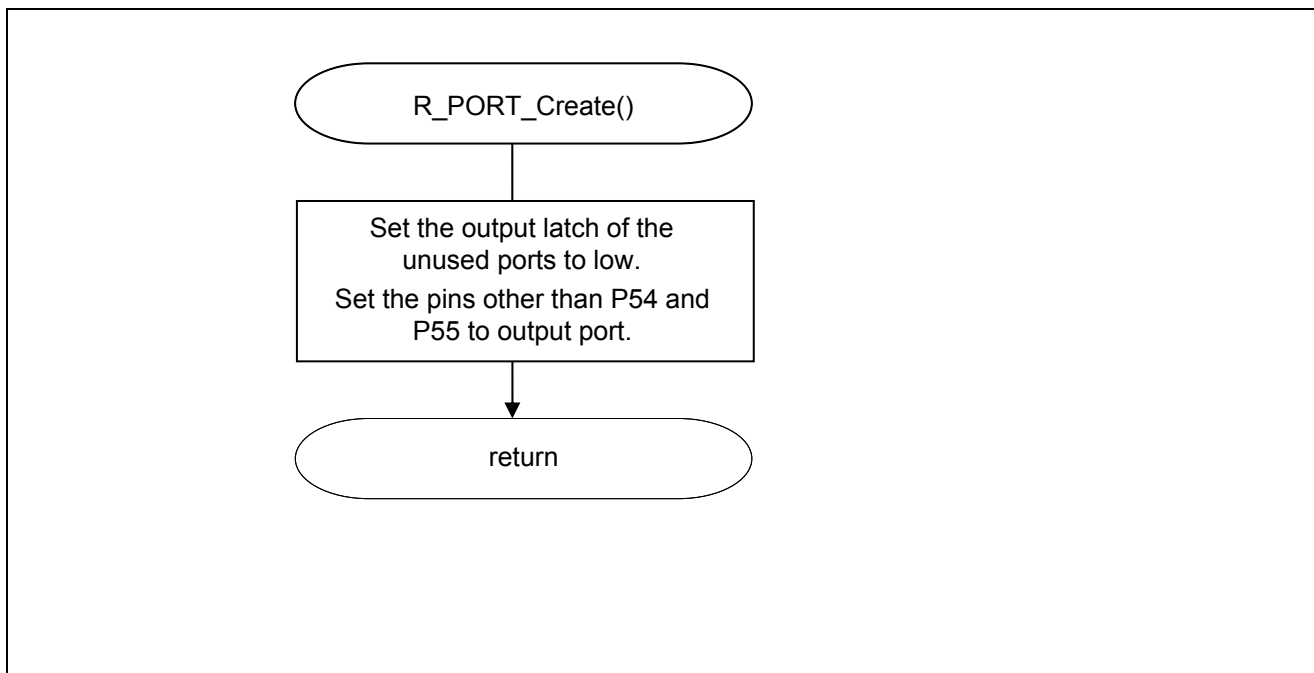 R_PORT_Create()
Set the output latch of the
unused ports to low.
Set the pins other than P54 and
P55 to output port.
return